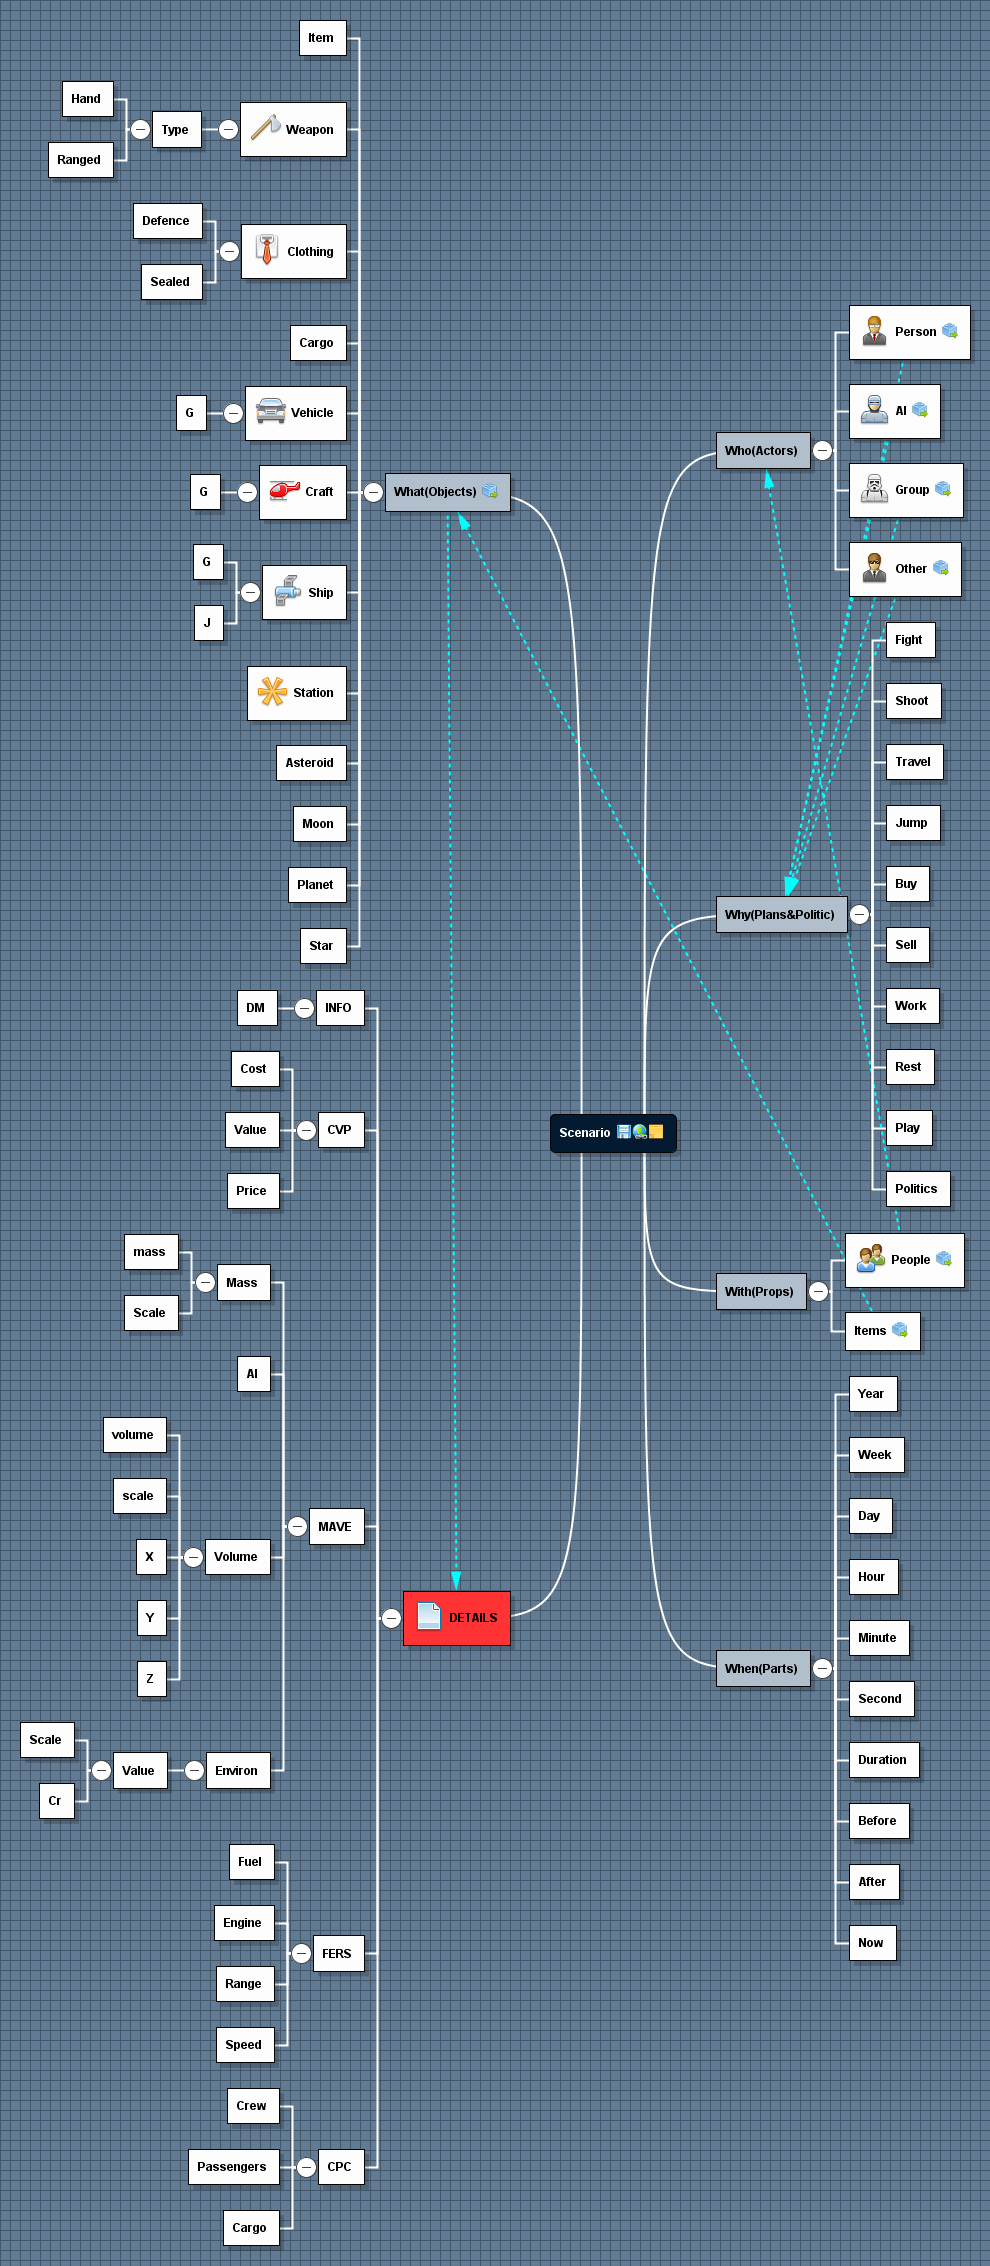 Item
Hand
Ranged
Type
Weapon
Defence
Sealed
Clothing
Cargo
G
Vehicle
G
Craft
What(Objects)
G
J
Ship
Station
Asteroid
Moon
Planet
Star
DM
INFO
Cost
Value
Price
CVP
mass
Scale
Mass
AI
volume
scale
X
Y
Z
Volume
MAVE
Scale
Cr
Value
Environ
DETAILS
Fuel
Engine
Range
Speed
FERS
Crew
Passengers
Cargo
CPC
Scenario
Who(Actors)
Person
AI
Group
Other
Why(Plans&Politic)
Fight
Shoot
Travel
Jump
Buy
Sell
Work
Rest
Play
Politics
With(Props)
People
Items
When(Parts)
Year
Week
Day
Hour
Minute
Second
Duration
Before
After
Now